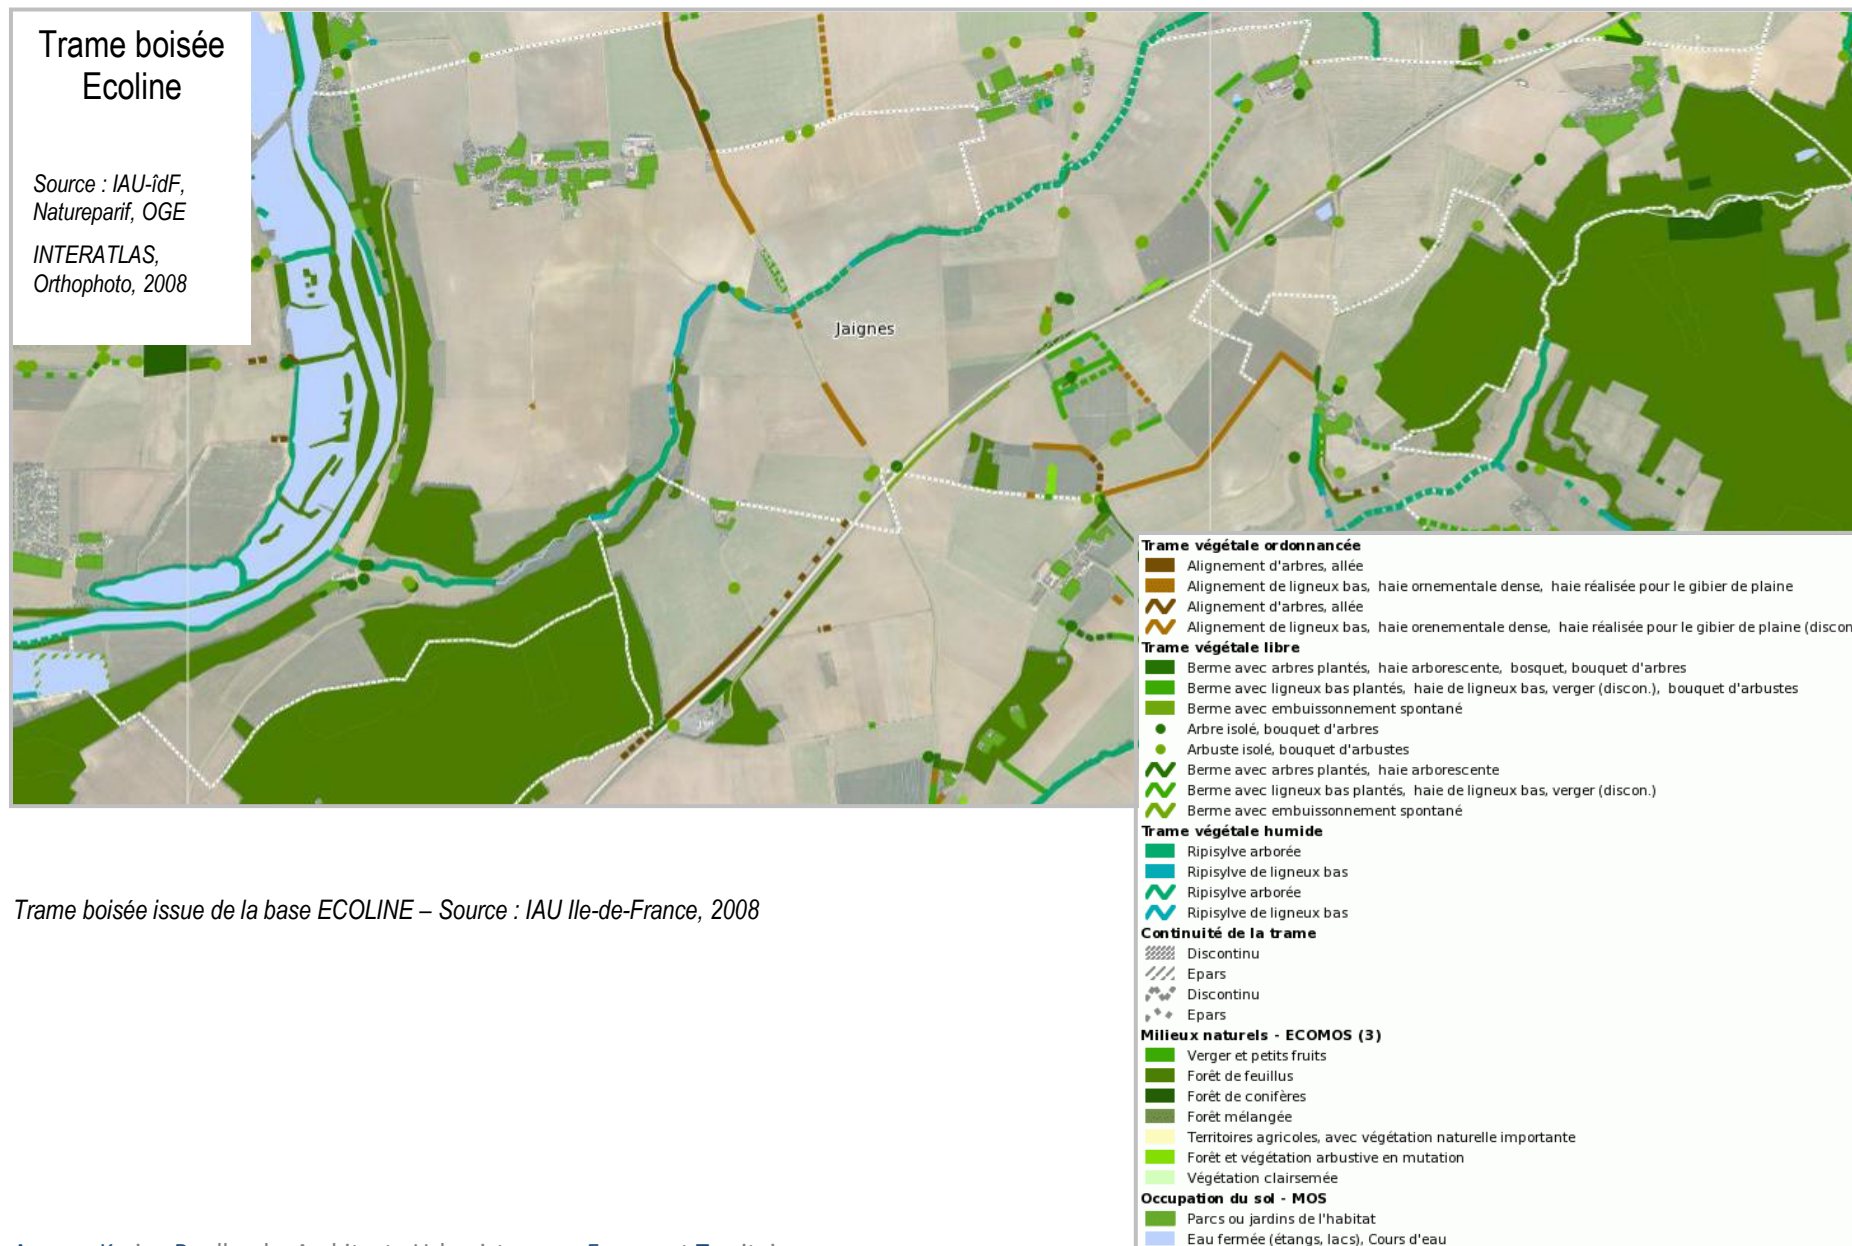 Trame boisée
Ecoline
Source : IAU-îdF,
Natureparif, OGE
INTERATLAS,
Orthophoto, 2008
Jaignes
Trame végétale ordonnancée
Alignement d'arbres, allée
Alignement de ligneux bas, haie ornementale dense, haie réalisée pour le gibier de plaine
Alignement d'arbres, allée
Alignement de ligneux bas, haie orenementale dense, haie réalisée pour le gibier de plaine (discon
Trame végétale libre
Berme avec arbres plantés, haie arborescente, bosquet, bouquet d'arbres
Berme avec ligneux bas plantés, haie de ligneux bas, verger (discon.), bouquet d'arbustes
Berme avec embuissonnement spontané
Arbre isolé, bouquet d'arbres
Arbuste isolé, bouquet d'arbustes
Berme avec arbres plantés, haie arborescente
Berme avec ligneux bas plantés, haie de ligneux bas, verger (discon.)
Berme avec embuissonnement spontané
Trame végétale humide
Ripisylve arborée
Ripisylve de ligneux bas
Ripisylve arborée
Ripisylve de ligneux bas
Continuité de la trame
Discontinu
Epars
Discontinu
Epars
Milieux naturels - ECOMOS (3)
Verger et petits fruits
Forêt de feuillus
Forêt de conifères
Forêt mélangée
Territoires agricoles, avec végétation naturelle importante
Forêt et végétation arbustive en mutation
Végétation clairsemée
Occupation du sol - MOS
Parcs ou jardins de l'habitat
Eau fermée (étangs, lacs), Cours d'eau
Trame boisée issue de la base ECOLINE – Source : IAU Ile-de-France, 2008